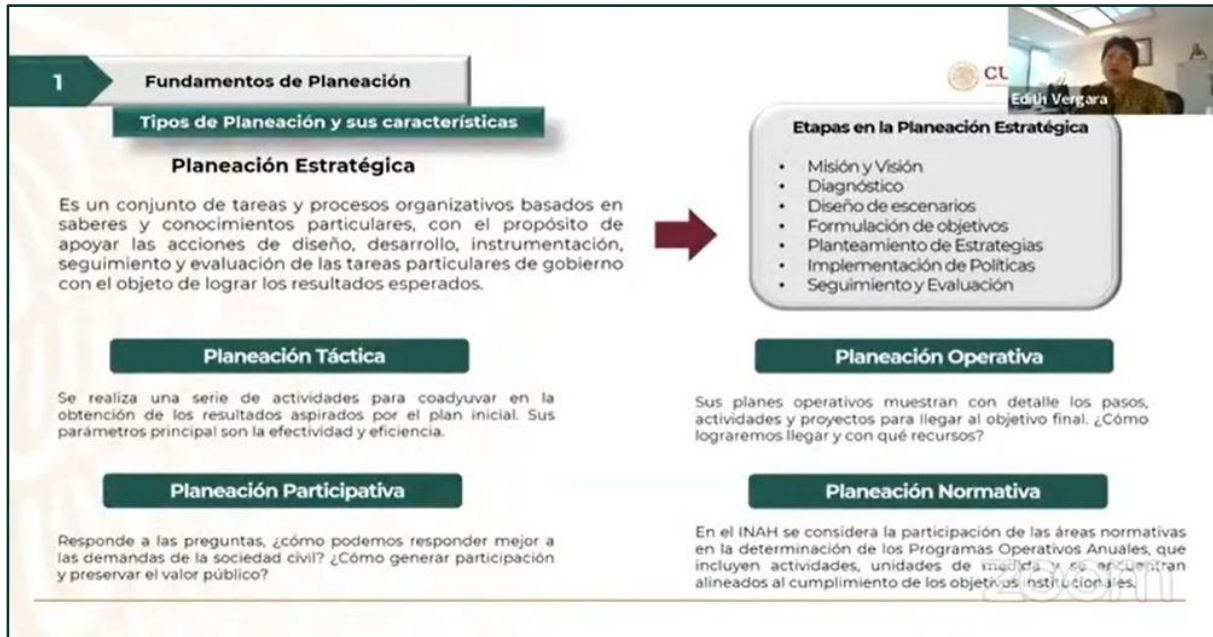 1
Fundamentos de Planeación
Tipos de Planeación y sus características
CU
Edith Vergara
Planeación Estratégica
Es un conjunto de tareas y procesos organizativos basados en
saberes y conocimientos particulares, con el propósito de
apoyar las acciones de diseño, desarrollo, instrumentación,
seguimiento y evaluación de las tareas particulares de gobierno
con el objeto de lograr los resultados esperados.
Etapas en la Planeación Estratégica
• Misión y Visión
• Diagnóstico
• Diseño de escenarios
• Formulación de objetivos
• Planteamiento de Estrategias
• Implementación de Políticas
• Seguimiento y Evaluación
Planeación Táctica
Se realiza una serie de actividades para coadyuvar en la
obtención de los resultados aspirados por el plan inicial. Sus
parámetros principal son la efectividad y eficiencia.
Planeación Operativa
Sus planes operativos muestran con detalle los pasos,
actividades y proyectos para llegar al objetivo final. ¿Cómo
lograremos llegar y con qué recursos?
Planeación Participativa
Responde a las preguntas, ¿cómo podemos responder mejor a
las demandas de la sociedad civil? ¿Cómo generar participación
y preservar el valor público?
Planeación Normativa
En el INAH se considera la participación de las áreas normativas
en la determinación de los Programas Operativos Anuales, que
incluyen actividades, unidades de medida y se encuentran
alineados al cumplimiento de los objetivos institucionales.
zoom